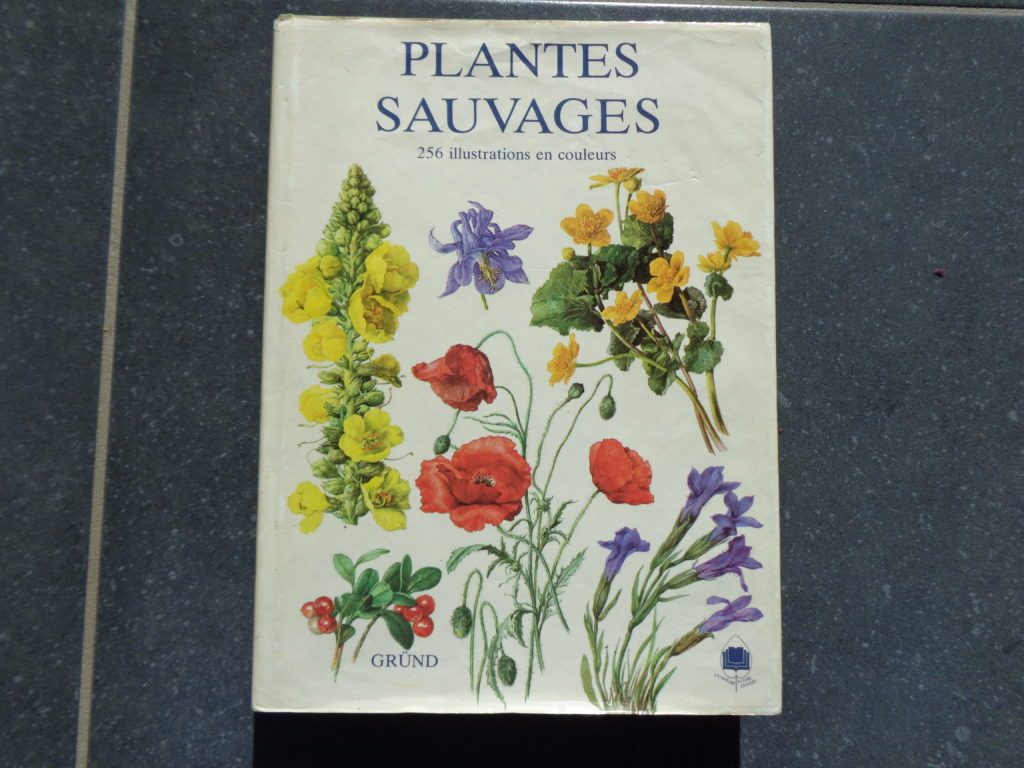 PLANTES
SAUVAGES
256 illustrations en couleurs
GRÜND